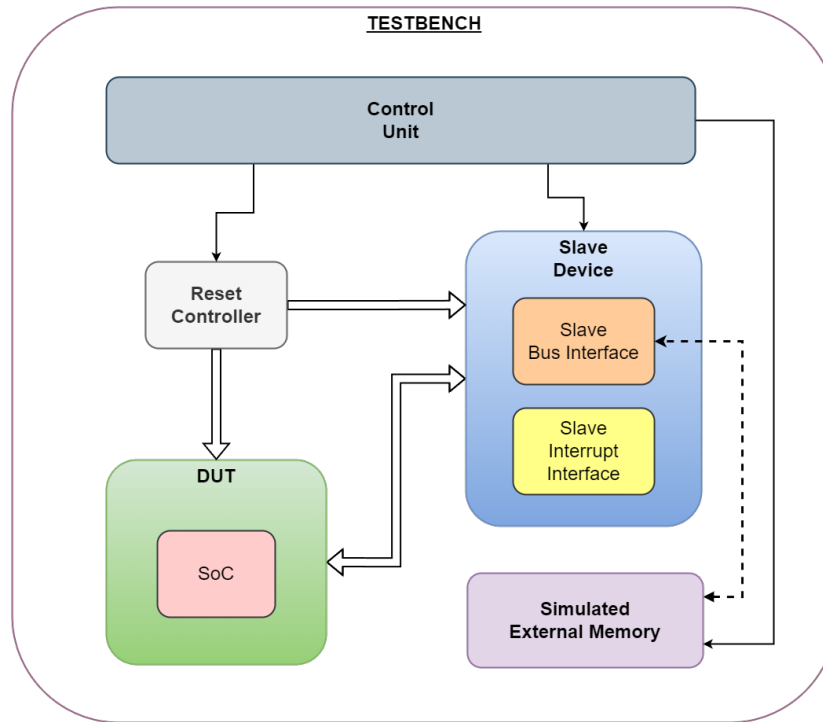 TESTBENCH
Control
Unit
Slave
Device
Reset
Controller
Slave
Bus Interface
Slave
Interrupt
Interface
DUT
SoC
Simulated
External Memory